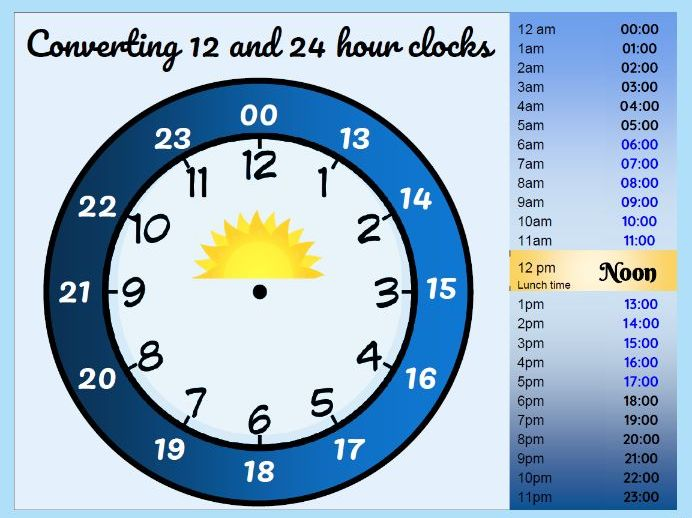 Converting 12 and 24 hour clocks
00
23 13
12
11 1
22 14
10 2
21 9 3 15
8 4
20 16
7 5
6
19 17
18
12 am 00:00
1am 01:00
2am 02:00
3am 03:00
4am 04:00
5am 05:00
6am 06:00
7am 07:00
8am 08:00
9am 09:00
10am 10:00
11am 11:00
12 pm Noon
Lunch time
1pm 13:00
2pm 14:00
3pm 15:00
4pm 16:00
5pm 17:00
6pm 18:00
7pm 19:00
8pm 20:00
9pm 21:00
10pm 22:00
11pm 23:00